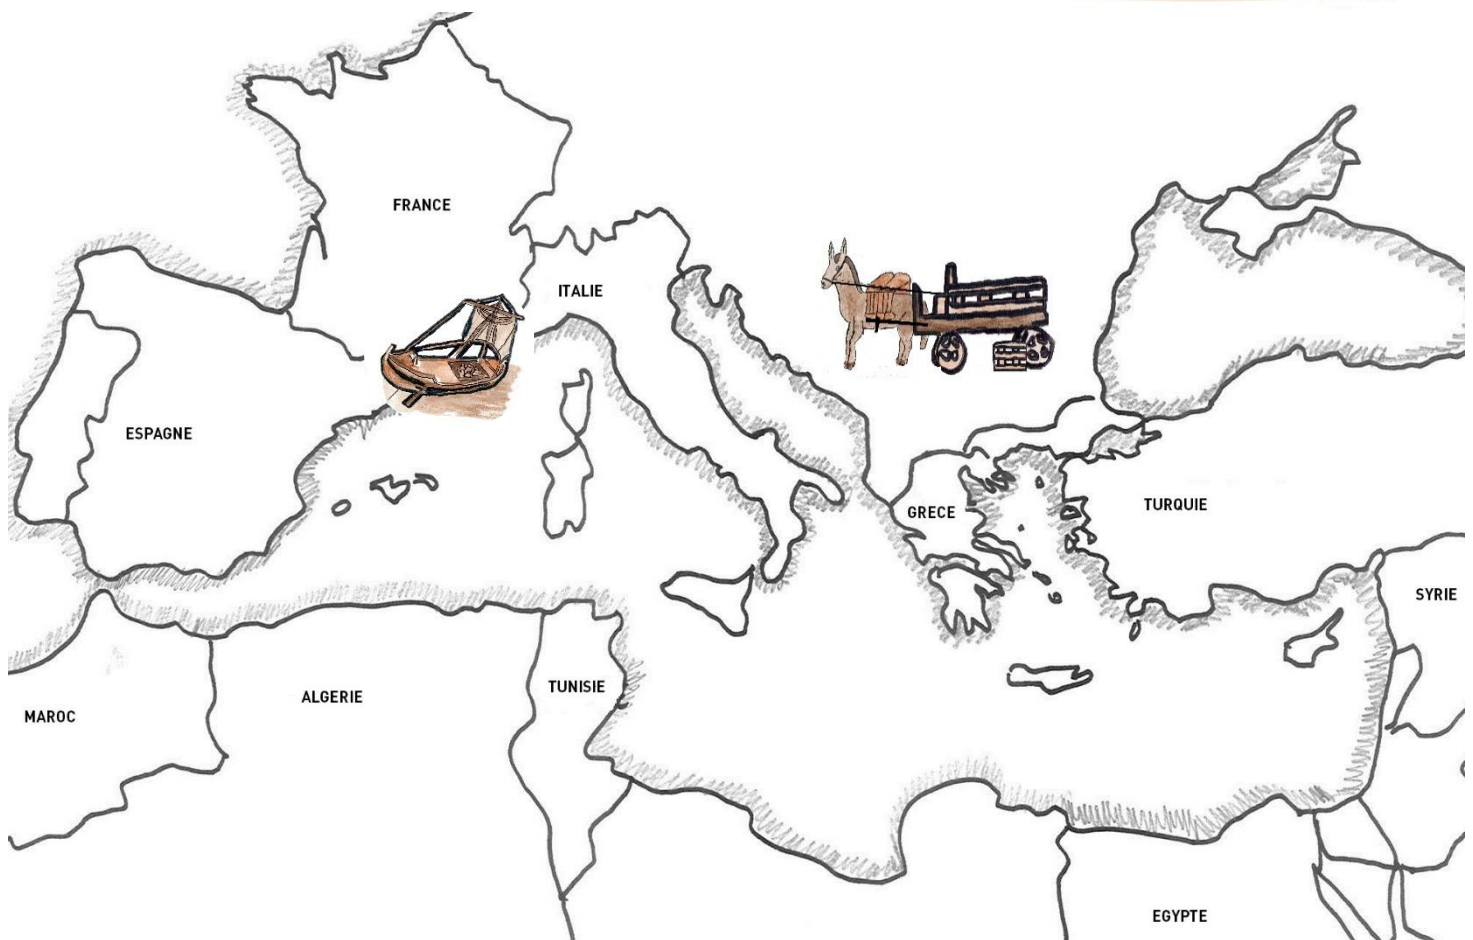 FRANCE
ITALIE
ESPAGNE
GRECE
TURQUIE
SYRIE
TUNISIE
ALGERIE
MAROC
EGYPTE